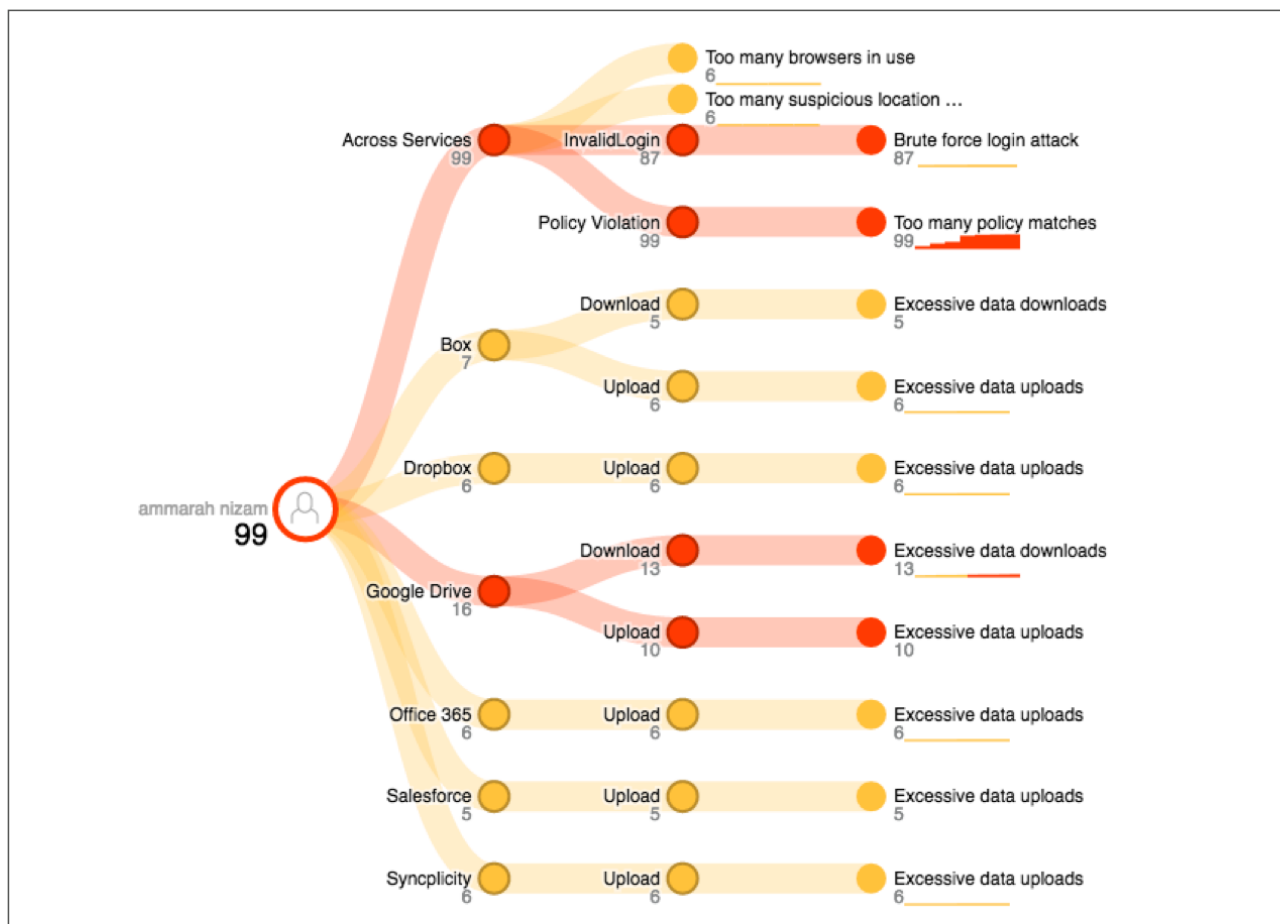 Too many browsers in use
6
Too many suspicious location ...
6
Across Services
99
InvalidLogin
87
Brute force login attack
87
Policy Violation
99
Too many policy matches
99
Download
5
Excessive data downloads
5
Box
7
Upload
6
Excessive data uploads
6
Dropbox
6
Upload
6
Excessive data uploads
6
ammarah nizam
99
Download
13
Excessive data downloads
13
Google Drive
16
Upload
10
Excessive data uploads
10
Office 365
6
Upload
6
Excessive data uploads
6
Salesforce
5
Upload
5
Excessive data uploads
5
Syncplicity
6
Upload
6
Excessive data uploads
6